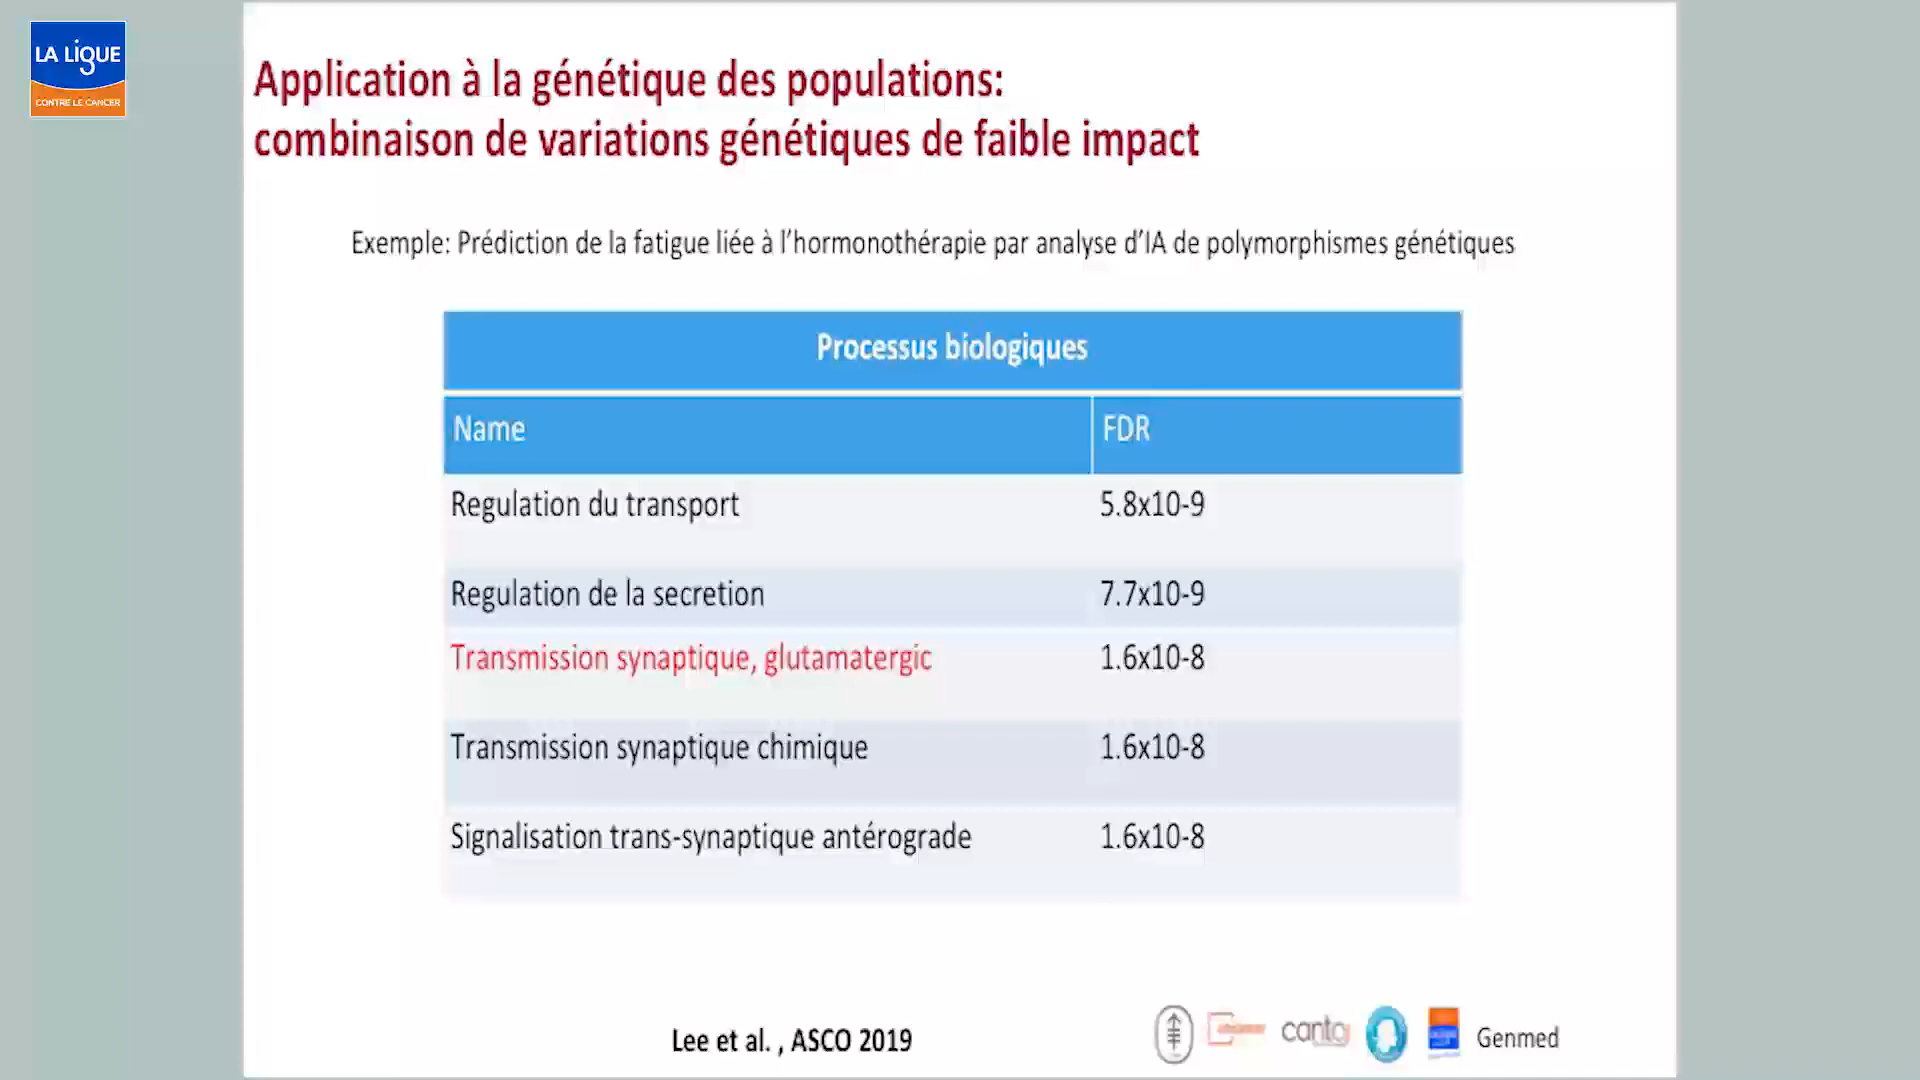 LA LIGUE
CONTRE LE CANCER
Application à la génétique des populations:
combinaison de variations génétiques de faible impact
Exemple: Prédiction de la fatigue liée à l'hormonothérapie par analyse d'IA de polymorphismes génétiques
Processus biologiques
Name FDR
Regulation du transport 5.8x10-9
Regulation de la secretion 7.7x10-9
Transmission synaptique, glutamatergic 1.6x10-8
Transmission synaptique chimique 1.6x10-8
Signalisation trans-synaptique antérograde 1.6x10-8
Lee et al. , ASCO 2019
canto
Genmed